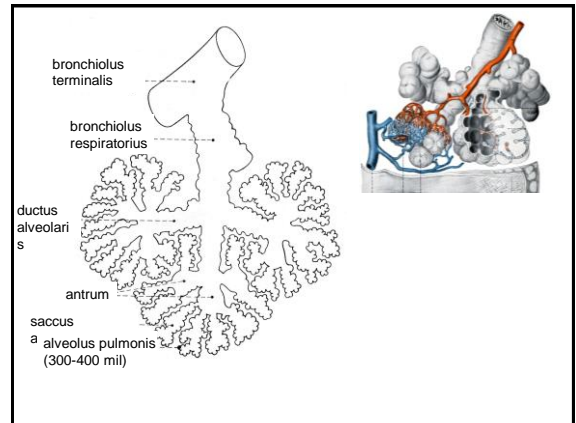 bronchiolus
terminalis
bronchiolus
respiratorius
ductus
alveolari
s
antrum
saccus
a
alveolus pulmonis
(300-400 mil)